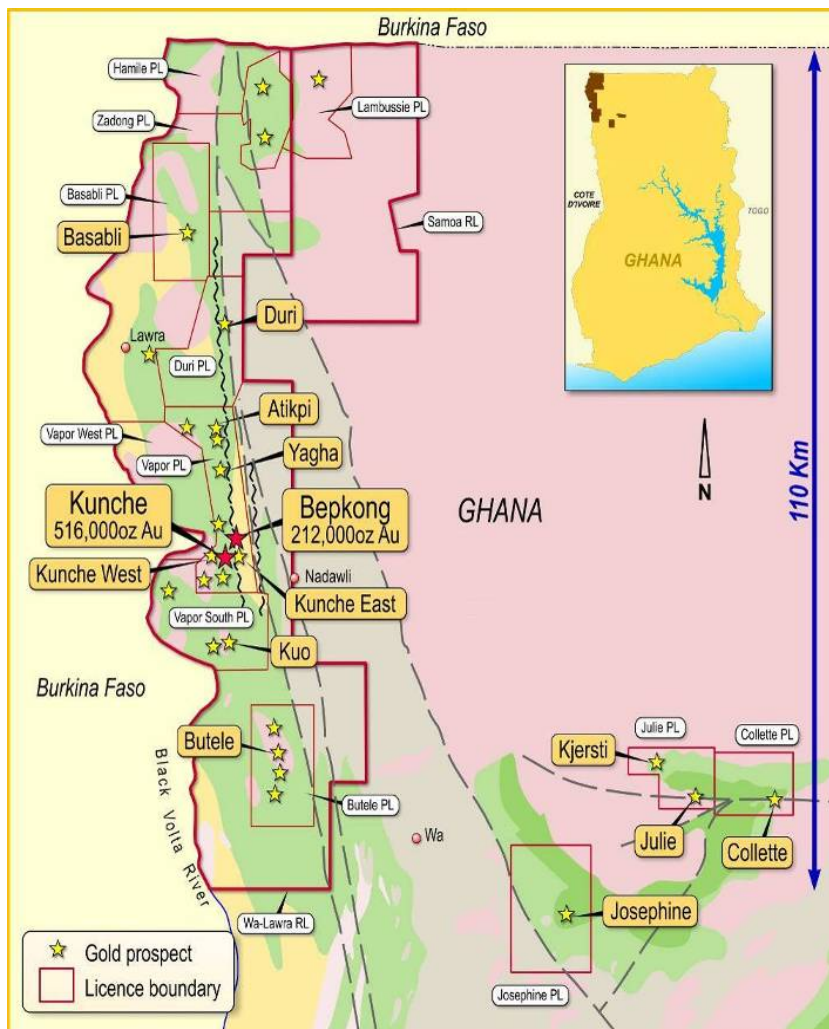 Burkina Faso
Hamile PL
Lambussie PL
Zadong PL
Basabli PL
Samoa RL
Basabli
COTE
D'IVOIRE
TOGO
GHANA
Duri
Lawra
Duri PL
Atikpi
Vapor West PL
Yagha
Vapor PL
N
110 Km
Kunche
516,000oz Au
Bepkong
212,000oz Au
GHANA
Kunche West
Nadawli
Kunche East
Vapor South PL
Kuo
Burkina Faso
Butele
Kjersti
Julie PL
Collette PL
Black Volta River
Butele PL
Julie
Collette
Wa
Josephine
Wa-Lawra RL
Gold prospect
Licence boundary
Josephine PL